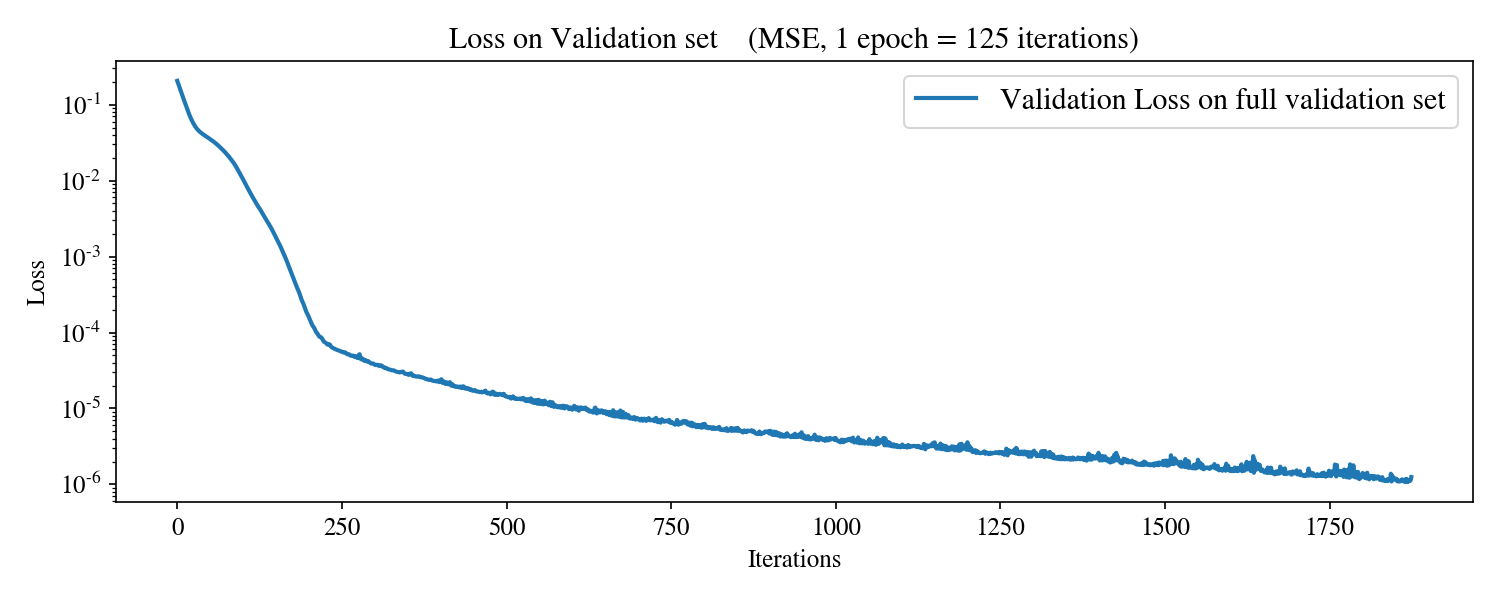 Loss on Validation set (MSE, 1 epoch = 125 iterations)
Validation Loss on full validation set
Loss
10⁻¹
10⁻²
10⁻³
10⁻⁴
10⁻⁵
10⁻⁶
0 250 500 750 1000 1250 1500 1750
Iterations